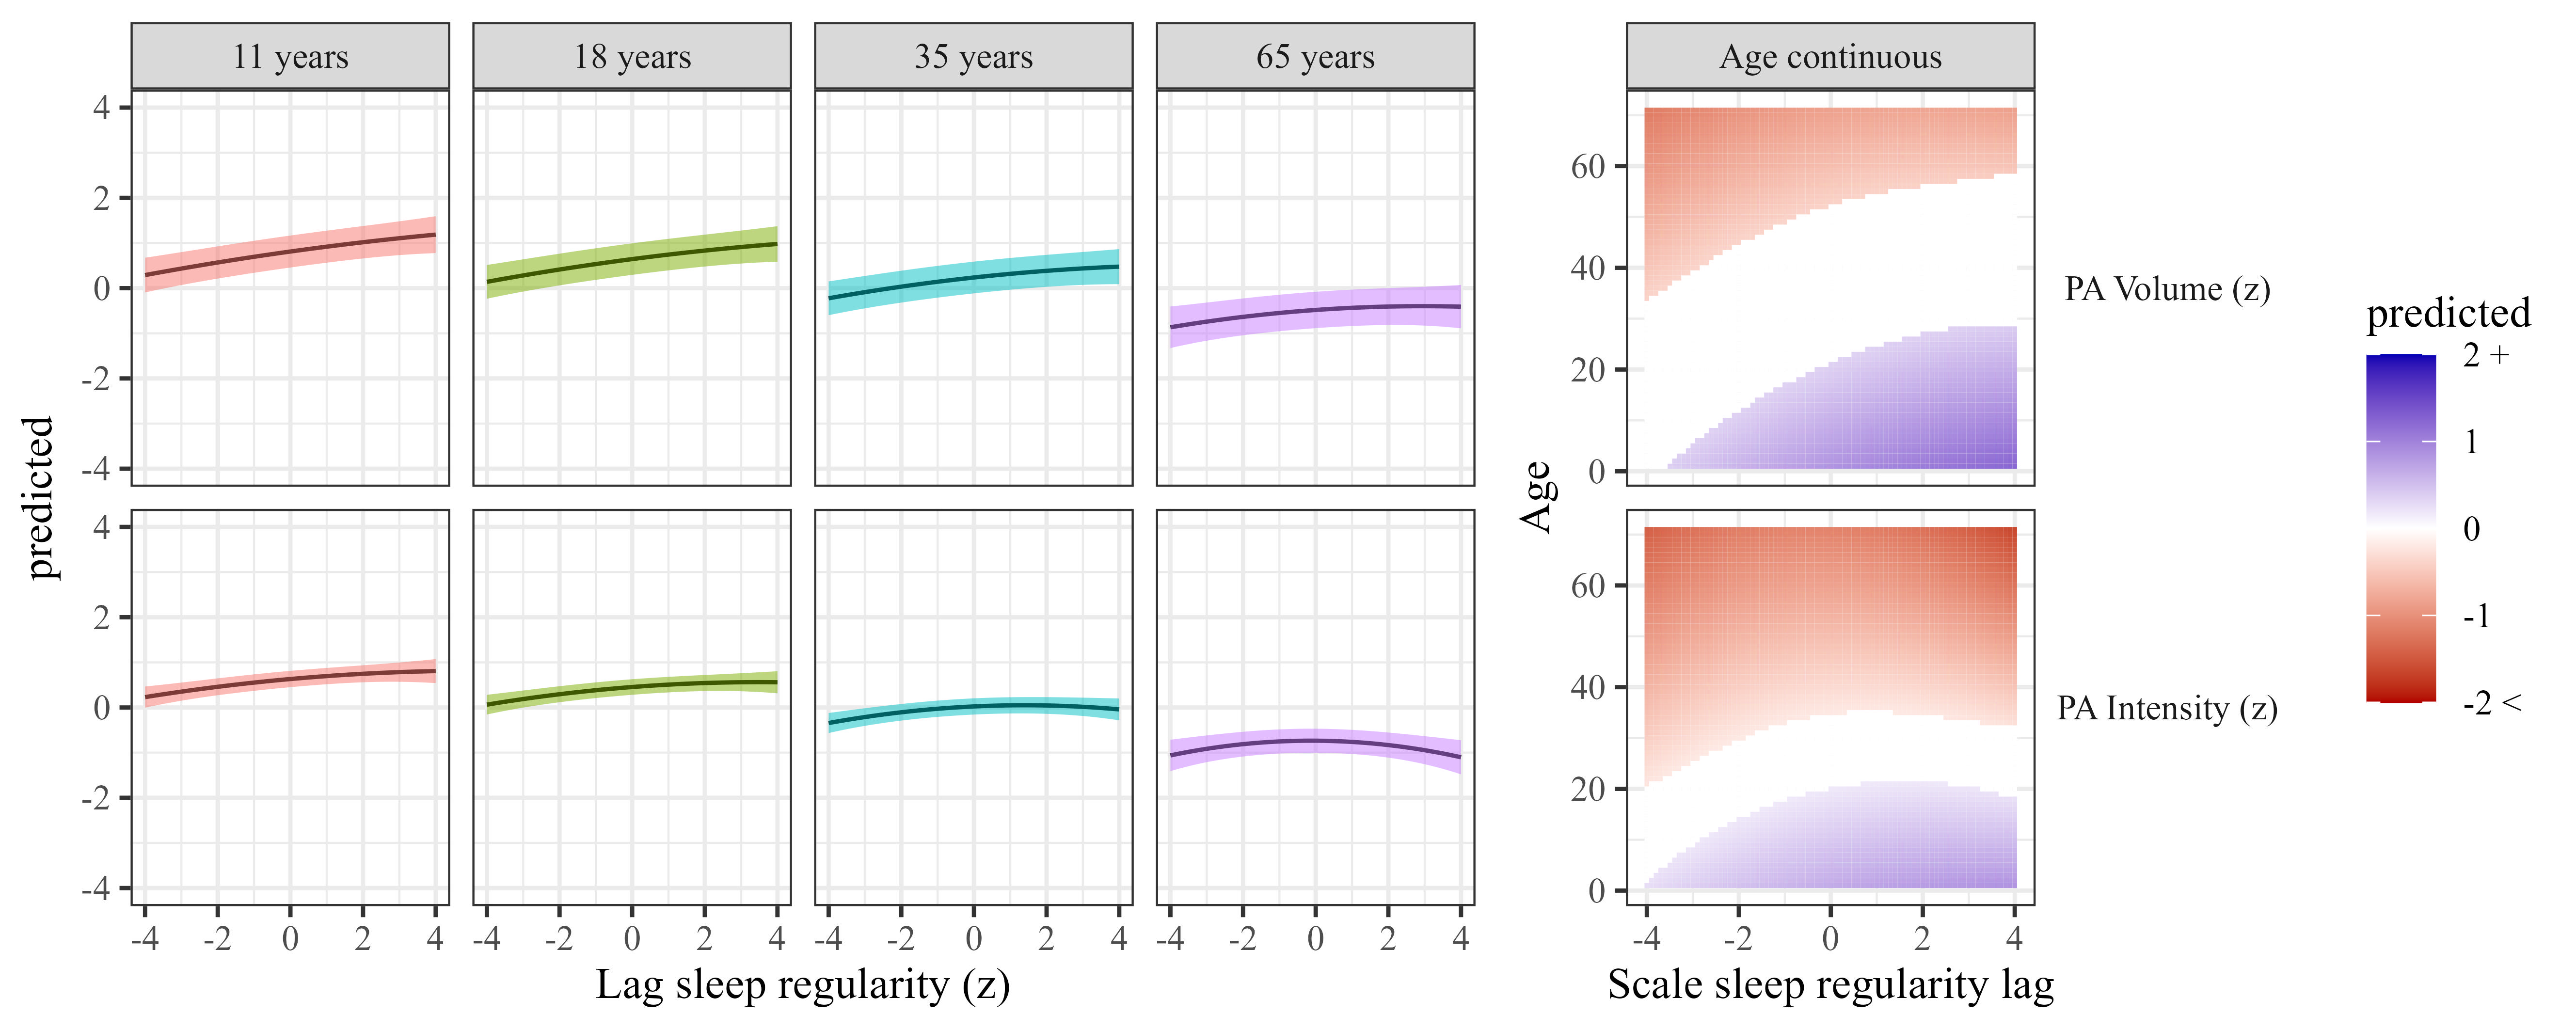 11 years 18 years 35 years 65 years Age continuous
4
2
0
-2
-4
60
40
20
0
PA Volume (z)
predicted
2 +
1
0
-1
-2 <
predicted
Age
4
2
0
-2
-4
60
40
20
0
PA Intensity (z)
-4 -2 0 2 4 -4 -2 0 2 4 -4 -2 0 2 4 -4 -2 0 2 4 -4 -2 0 2 4
Lag sleep regularity (z) Scale sleep regularity lag